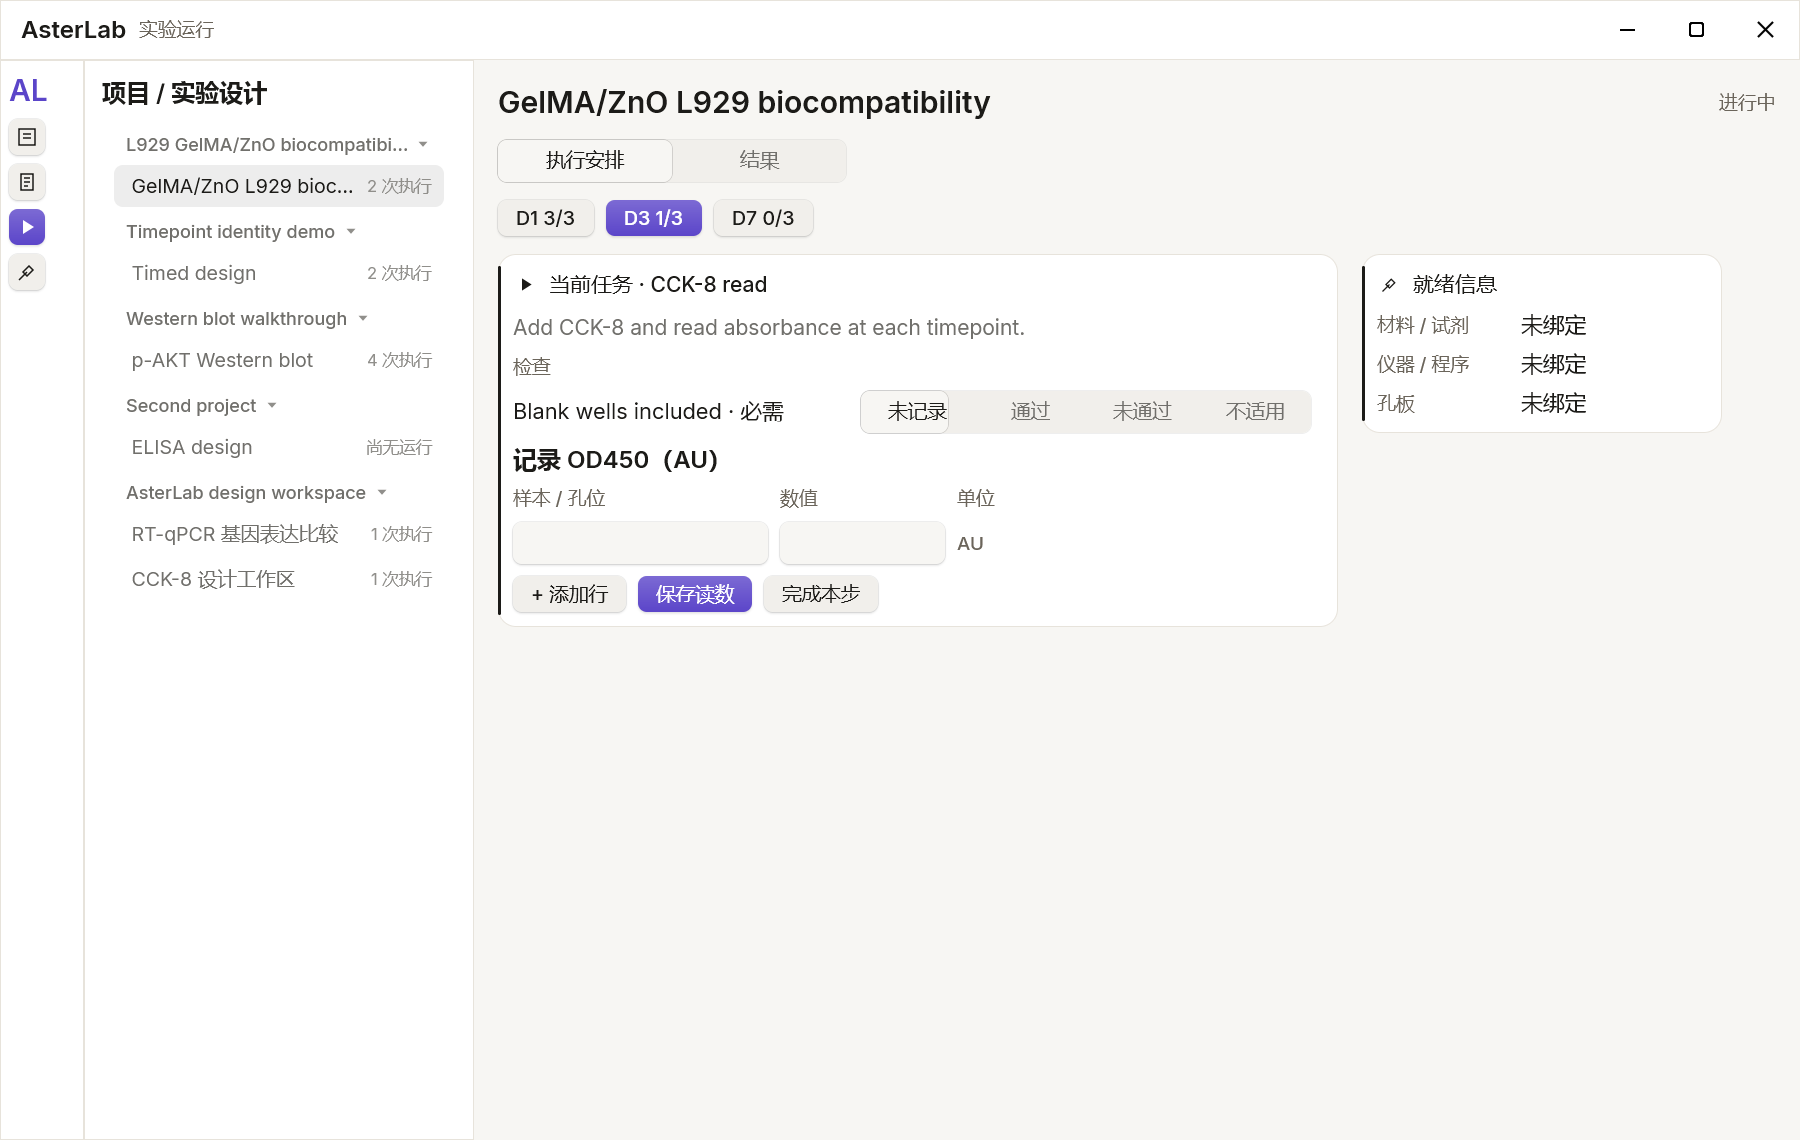 AsterLab 实验运行
AL
项目 / 实验设计
L929 GelMA/ZnO biocompatibi...
GelMA/ZnO L929 bioc... 2 次执行
Timepoint identity demo
Timed design 2 次执行
Western blot walkthrough
p-AKT Western blot 4 次执行
Second project
ELISA design 尚无运行
AsterLab design workspace
RT-qPCR 基因表达比较 1 次执行
CCK-8 设计工作区 1 次执行
GelMA/ZnO L929 biocompatibility 进行中
执行安排 结果
D1 3/3 D3 1/3 D7 0/3
当前任务 · CCK-8 read
Add CCK-8 and read absorbance at each timepoint.
检查
Blank wells included · 必需 未记录 通过 未通过 不适用
记录 OD450（AU）
样本 / 孔位 数值 单位
AU
+ 添加行 保存读数 完成本步
就绪信息
材料 / 试剂 未绑定
仪器 / 程序 未绑定
孔板 未绑定